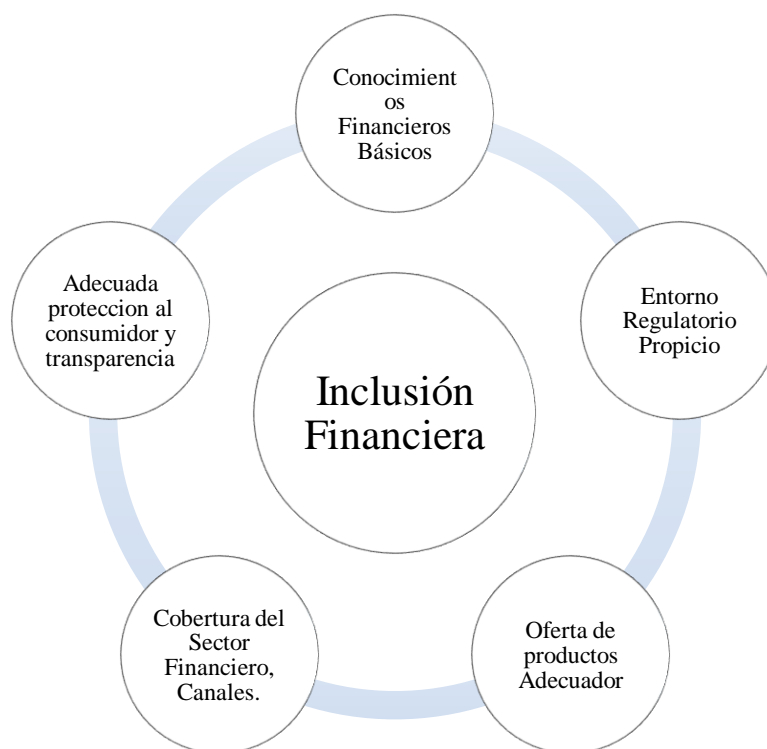 Conocimient
os
Financieros
Básicos
Entorno
Regulatorio
Propicio
Oferta de
productos
Adecuador
Cobertura del
Sector
Financiero,
Canales.
Adecuada
proteccion al
consumidor y
transparencia
Inclusión
Financiera